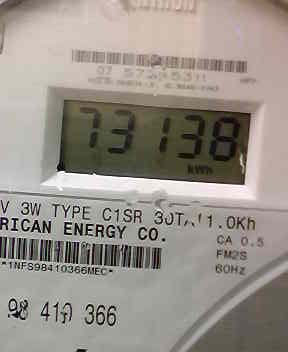 73138
kWh
V 3W TYPE C1SR 30TA 1.0Kh
RICAN ENERGY CO.
CA 0.5
*1NFS98410366MEC*
FM2S
60Hz
98 410 366